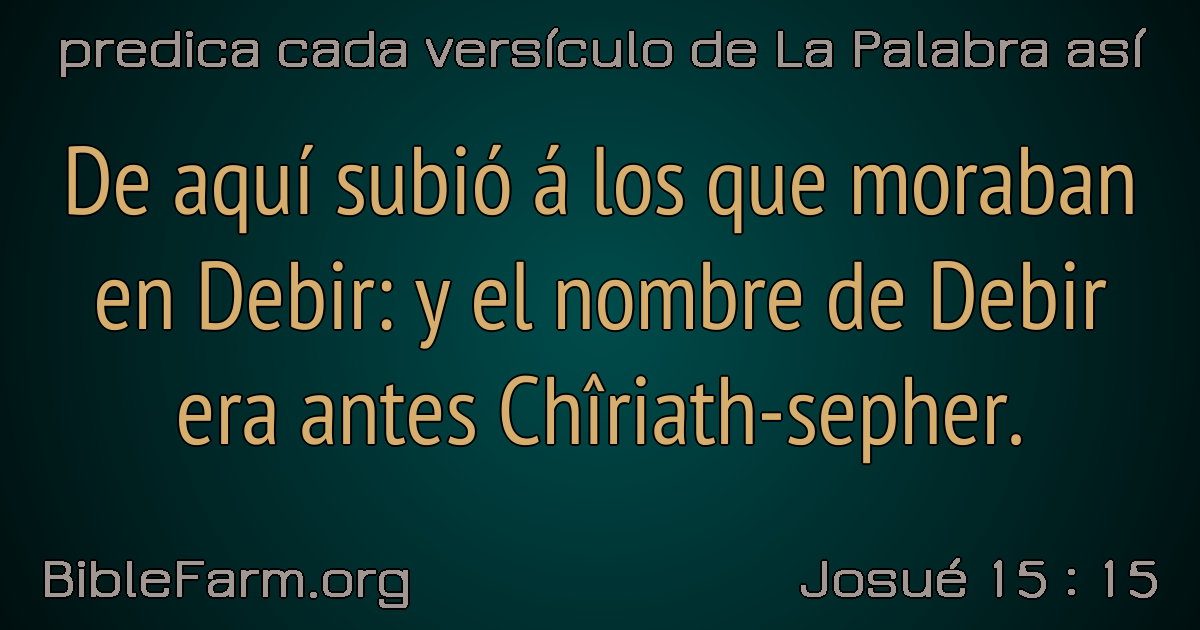 predica cada versículo de La Palabra así
De aquí subió á los que moraban
en Debir: y el nombre de Debir
era antes Chîriath-sepher.
BibleFarm.org
Josué 15 : 15